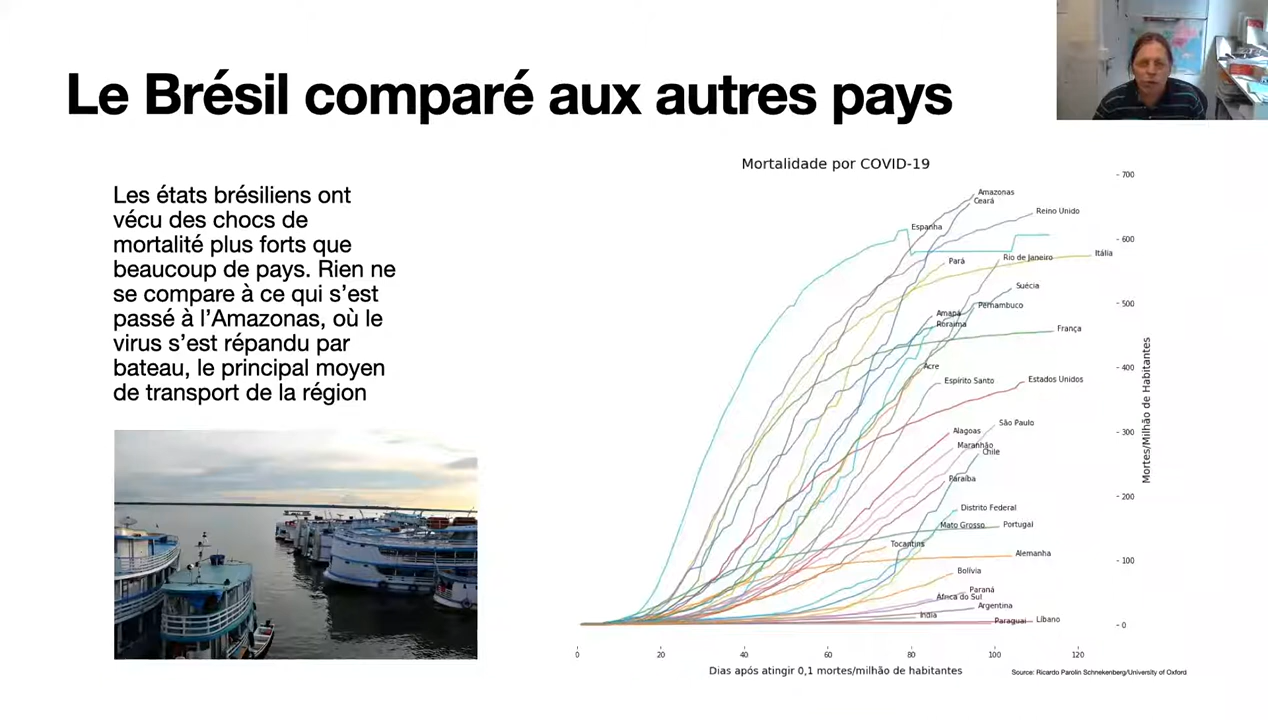 Le Brésil comparé aux autres pays
Les états brésiliens ont
vécu des chocs de
mortalité plus forts que
beaucoup de pays. Rien ne
se compare à ce qui s’est
passé à l’Amazonas, où le
virus s’est répandu par
bateau, le principal moyen
de transport de la région
Mortalidade por COVID-19
700
Amazonas
Ceará
Reino Unido
Espanha
600
Rio de Janeiro
Itália
Pará
Suécia
500
Pernambuco
Amapá
Roraima
França
400
Acre
Espírito Santo
Estados Unidos
300
São Paulo
Alagoas
Maranhão
Chile
Paraíba
200
Distrito Federal
Mato Grosso
Portugal
Tocantins
Alemanha
100
Bolívia
Paraná
África do Sul
Argentina
Índia
Paraguai
Líbano
0
Mortes/Milhão de Habitantes
0 20 40 60 80 100 120
Dias após atingir 0,1 mortes/milhão de habitantes
Source: Ricardo Parolin Schnekenberg/University of Oxford